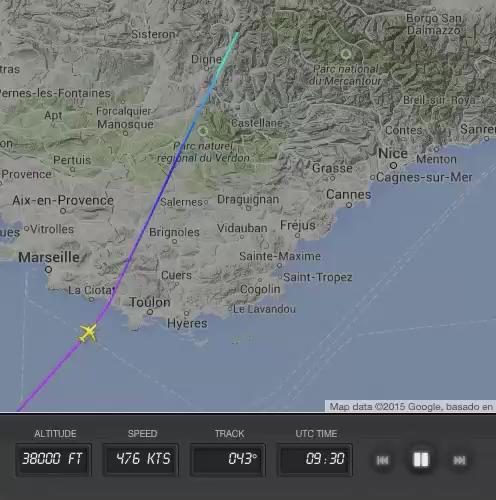 Borgo San
Dalmazzo
Sisteron
Digne
Parc national
du Mercantour
tras
Pernes-les-Fontaines
Forcalquier
Breil-sur-Roya
Apt
Manosque
Castellane
Contes
Sanre
Parc naturel
régional du Verdon
Nice
Menton
Pertuis
Grasse
Provence
Cagnes-sur-Mer
Cannes
Aix-en-Provence
Salernes
Draguignan
ues
Vitrolles
Brignoles
Vidauban
Fréjus
Marseille
Sainte-Maxime
Cuers
Saint-Tropez
La Ciotat
Cogolin
Toulon
Le Lavandou
Hyères
Map data ©2015 Google, basado en
ALTITUDE SPEED TRACK UTC TIME
38000 FT 476 KTS 043° 09:30